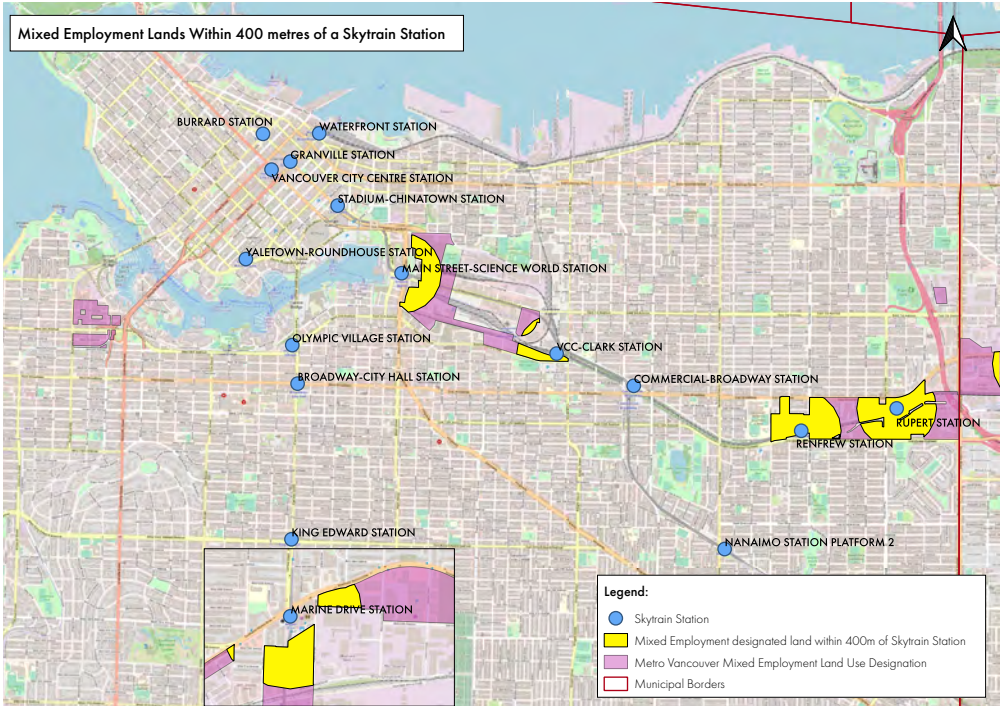 Mixed Employment Lands Within 400 metres of a Skytrain Station
BURRARD STATION
WATERFRONT STATION
GRANVILLE STATION
VANCOUVER CITY CENTRE STATION
STADIUM-CHINATOWN STATION
YALETOWN-ROUNDHOUSE STATION
MAIN STREET-SCIENCE WORLD STATION
OLYMPIC VILLAGE STATION
VCC-CLARK STATION
BROADWAY-CITY HALL STATION
COMMERCIAL-BROADWAY STATION
RUPERT STATION
RENFREW STATION
KING EDWARD STATION
NANAIMO STATION PLATFORM 2
MARINE DRIVE STATION
Legend:
Skytrain Station
Mixed Employment designated land within 400m of Skytrain Station
Metro Vancouver Mixed Employment Land Use Designation
Municipal Borders